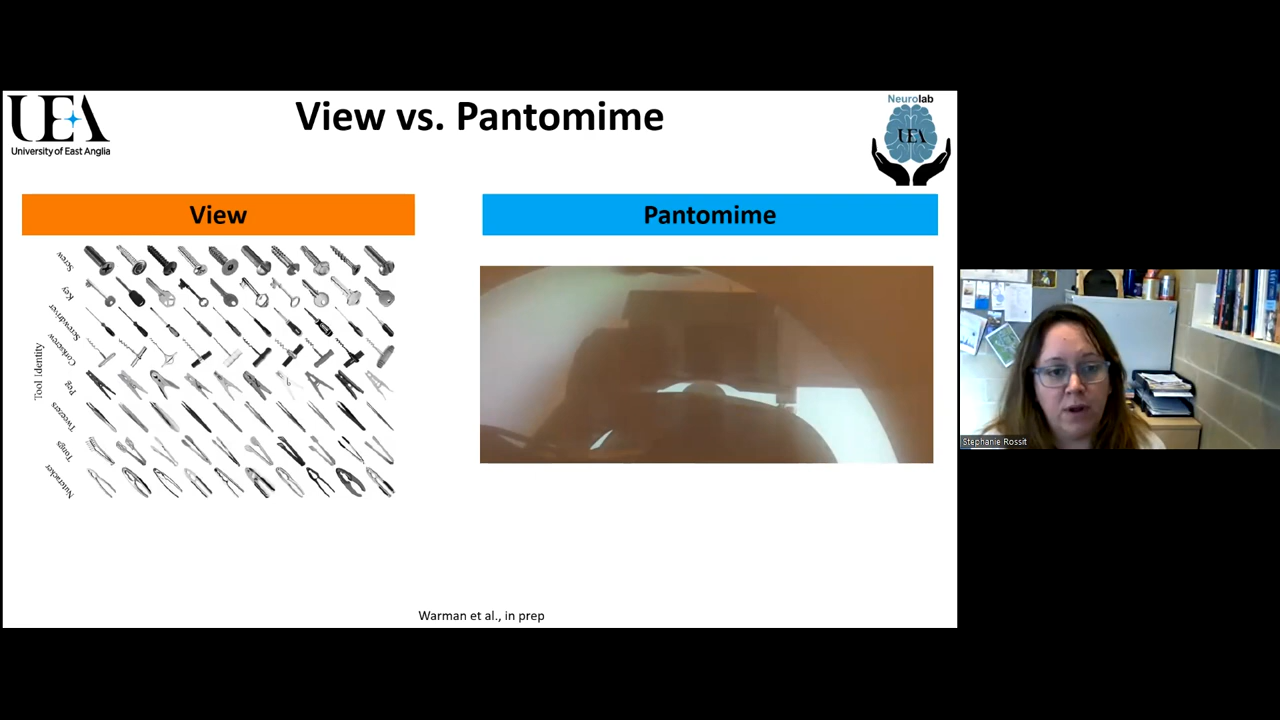 UEA
University of East Anglia
View vs. Pantomime
Neurolab
UEA
View
Pantomime
Tool Identity
Screw
Key
Screwdriver
Corkscrew
Peg
Tweezers
Tongs
Nutcracker
Warman et al., in prep
Stephanie Rossit